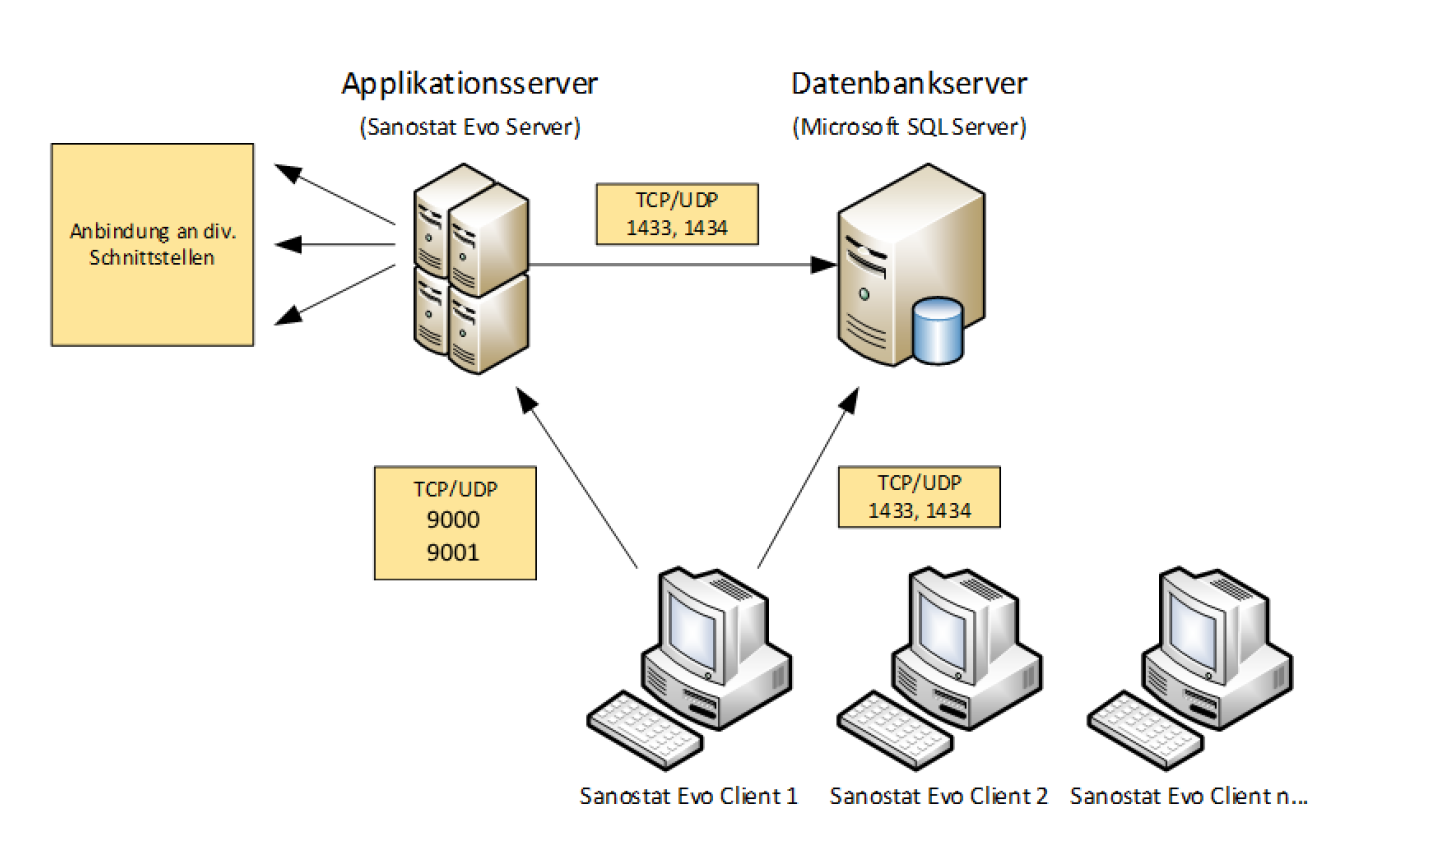 Applikationsserver
(Sanostat Evo Server)
Datenbankserver
(Microsoft SQL Server)
Anbindung an div.
Schnittstellen
TCP/UDP
1433, 1434
TCP/UDP
9000
9001
TCP/UDP
1433, 1434
Sanostat Evo Client 1
Sanostat Evo Client 2
Sanostat Evo Client n...